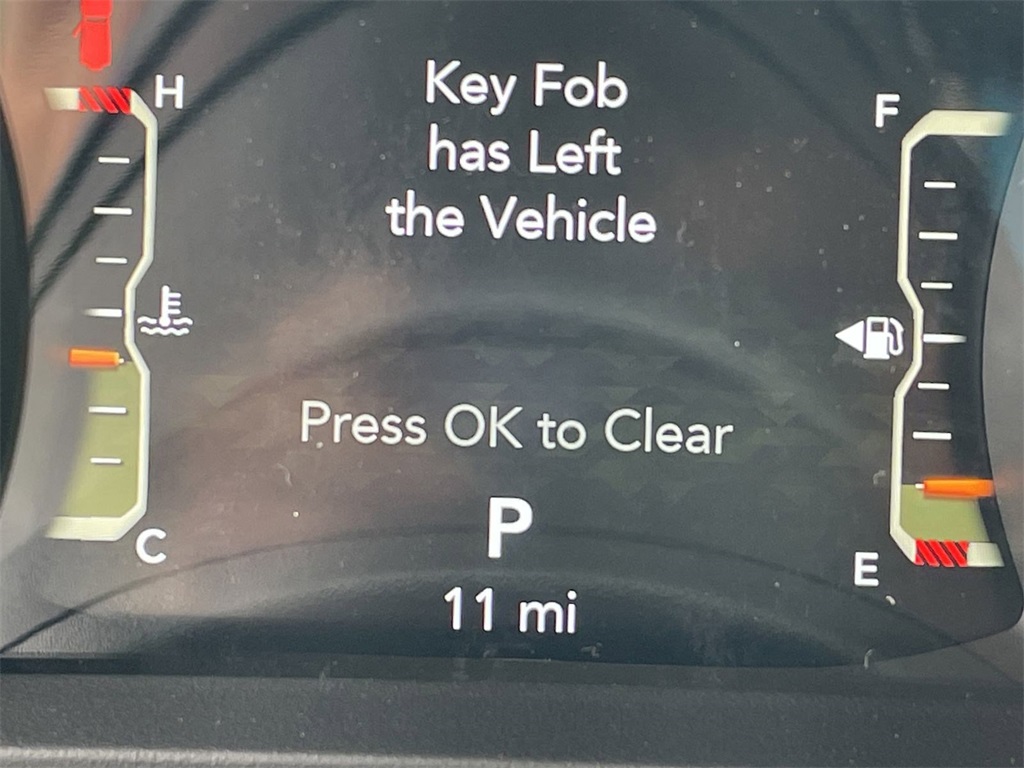 H
Key Fob
has Left
the Vehicle
F
Press OK to Clear
P
C
E
11 mi